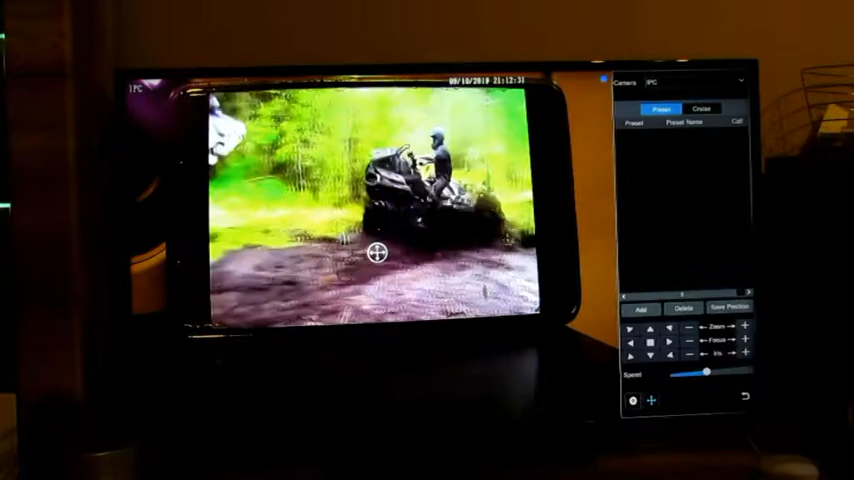 IPC
09/10/2019 21:12:31
Camera IPC
Preset Cruise
Preset Preset Name Call
Add Delete Save Position
Zoom
Focus
Iris
Speed